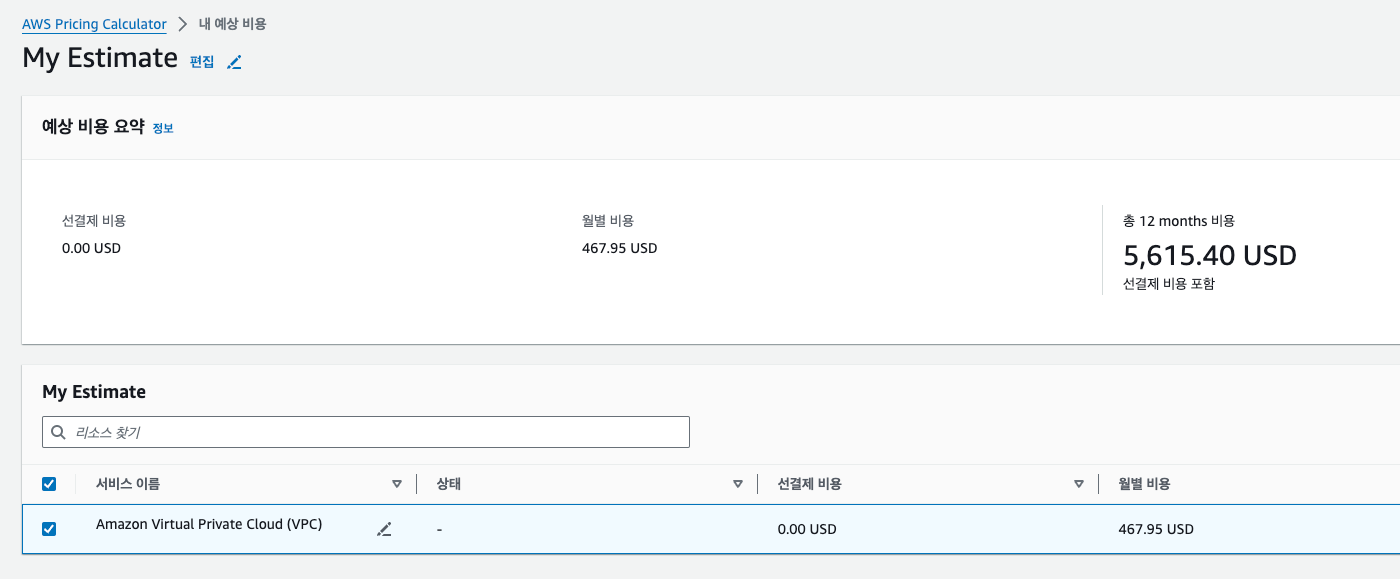 AWS Pricing Calculator > 내 예상 비용
My Estimate 편집
예상 비용 요약 정보
선결제 비용
0.00 USD
월별 비용
467.95 USD
총 12 months 비용
5,615.40 USD
선결제 비용 포함
My Estimate
리소스 찾기
서비스 이름 상태 선결제 비용 월별 비용
Amazon Virtual Private Cloud (VPC) - 0.00 USD 467.95 USD